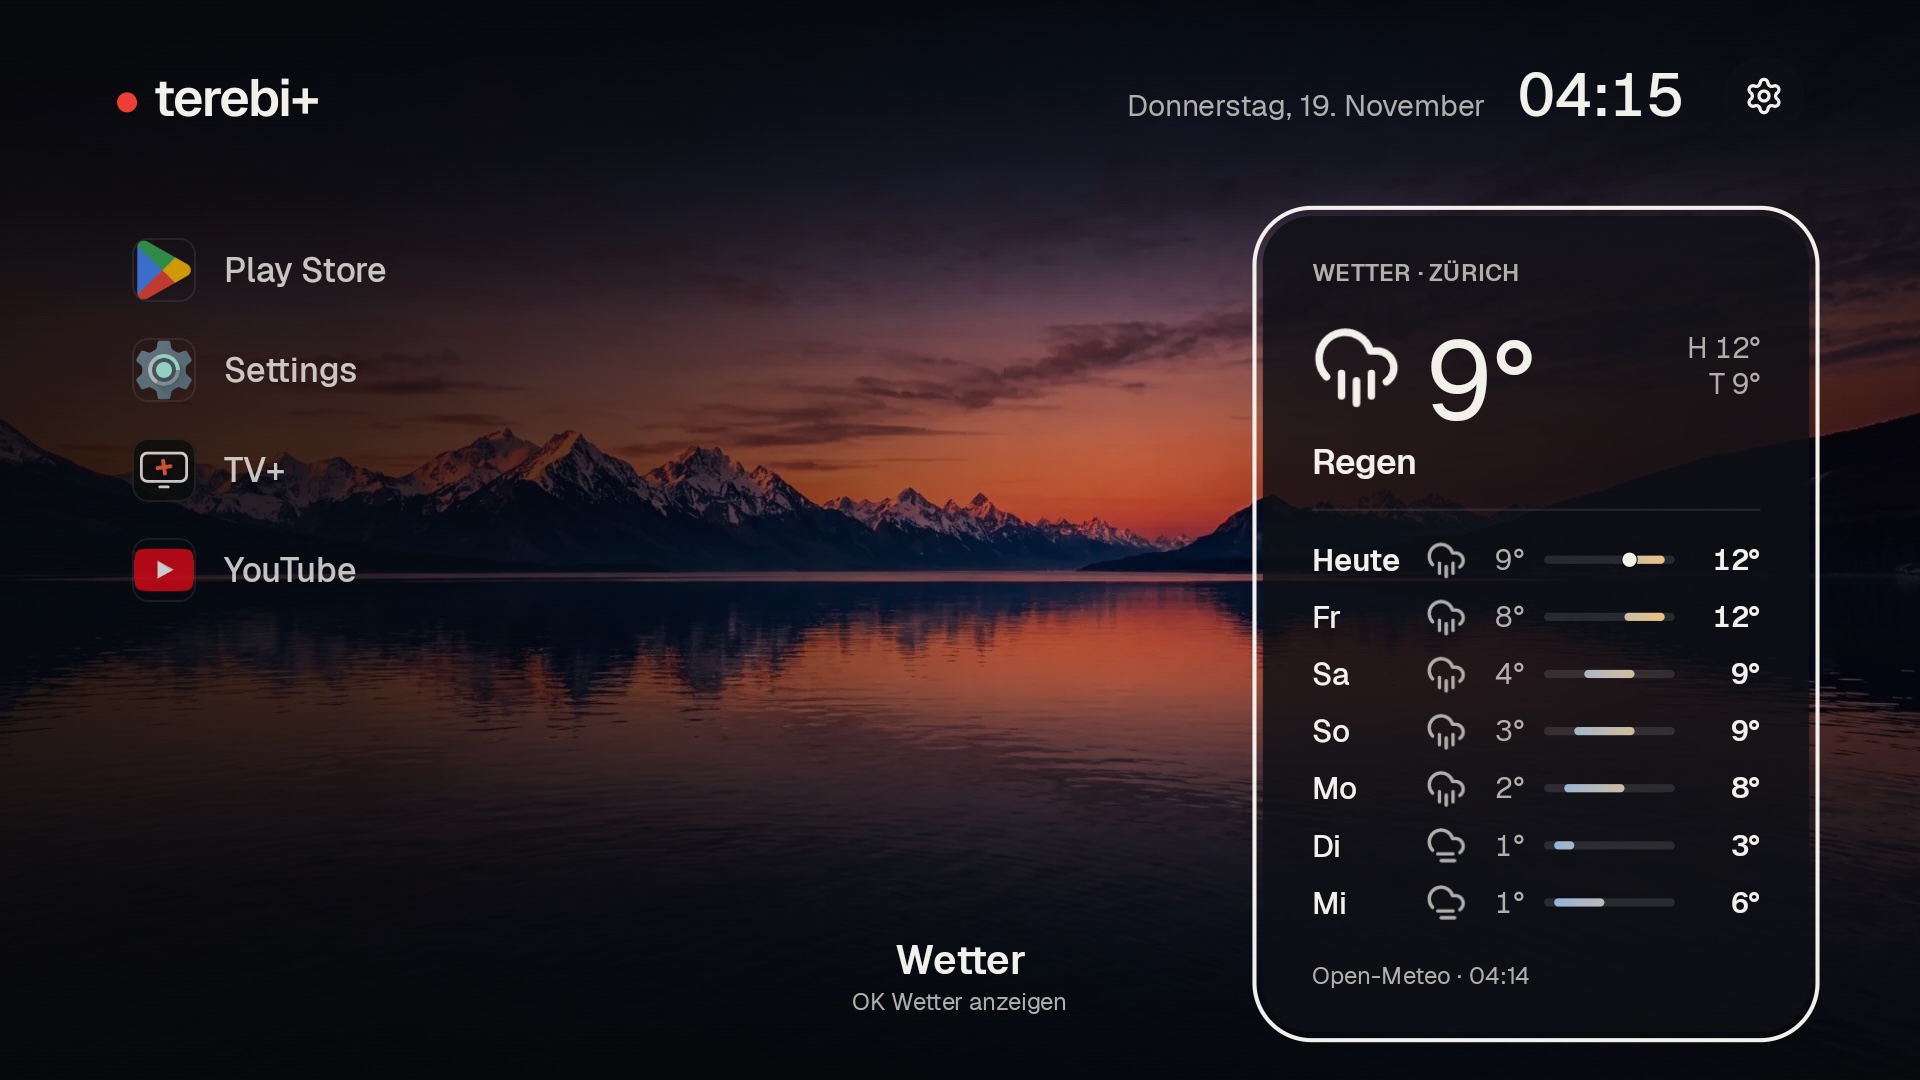 terebi+
Donnerstag, 19. November 04:15
Play Store
Settings
TV+
YouTube
WETTER · ZÜRICH
9°
H 12°
T 9°
Regen
Heute 9° 12°
Fr 8° 12°
Sa 4° 9°
So 3° 9°
Mo 2° 8°
Di 1° 3°
Mi 1° 6°
Open-Meteo · 04:14
Wetter
OK Wetter anzeigen